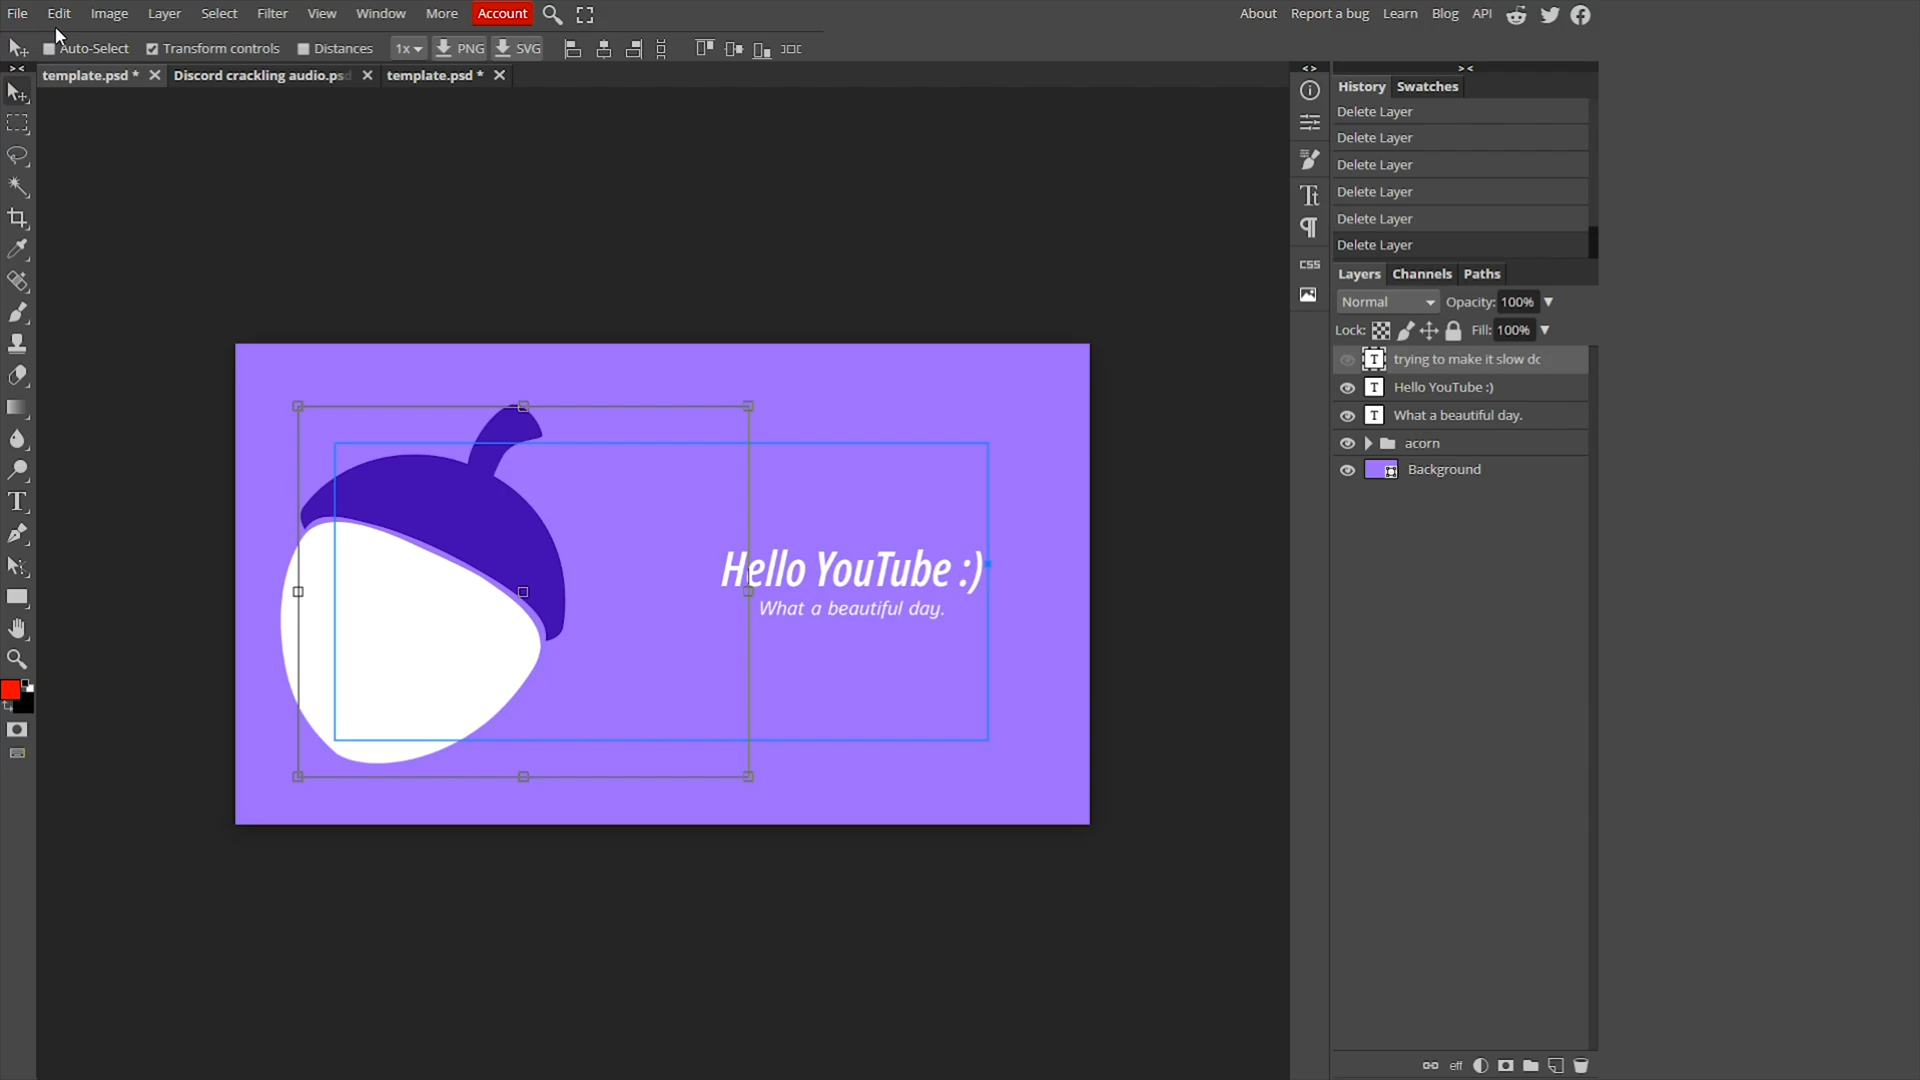 File Edit Image Layer Select Filter View Window More Account About Report a bug Learn Blog API
Auto-Select Transform controls Distances 1x PNG SVG
template.psd * Discord crackling audio.psd template.psd *
History Swatches
Delete Layer
Delete Layer
Delete Layer
Delete Layer
Delete Layer
Delete Layer
CSS
Layers Channels Paths
Normal Opacity: 100%
Lock: Fill: 100%
T trying to make it slow dc
T Hello YouTube :)
T What a beautiful day.
acorn
Background
Hello YouTube :)
What a beautiful day.
eff